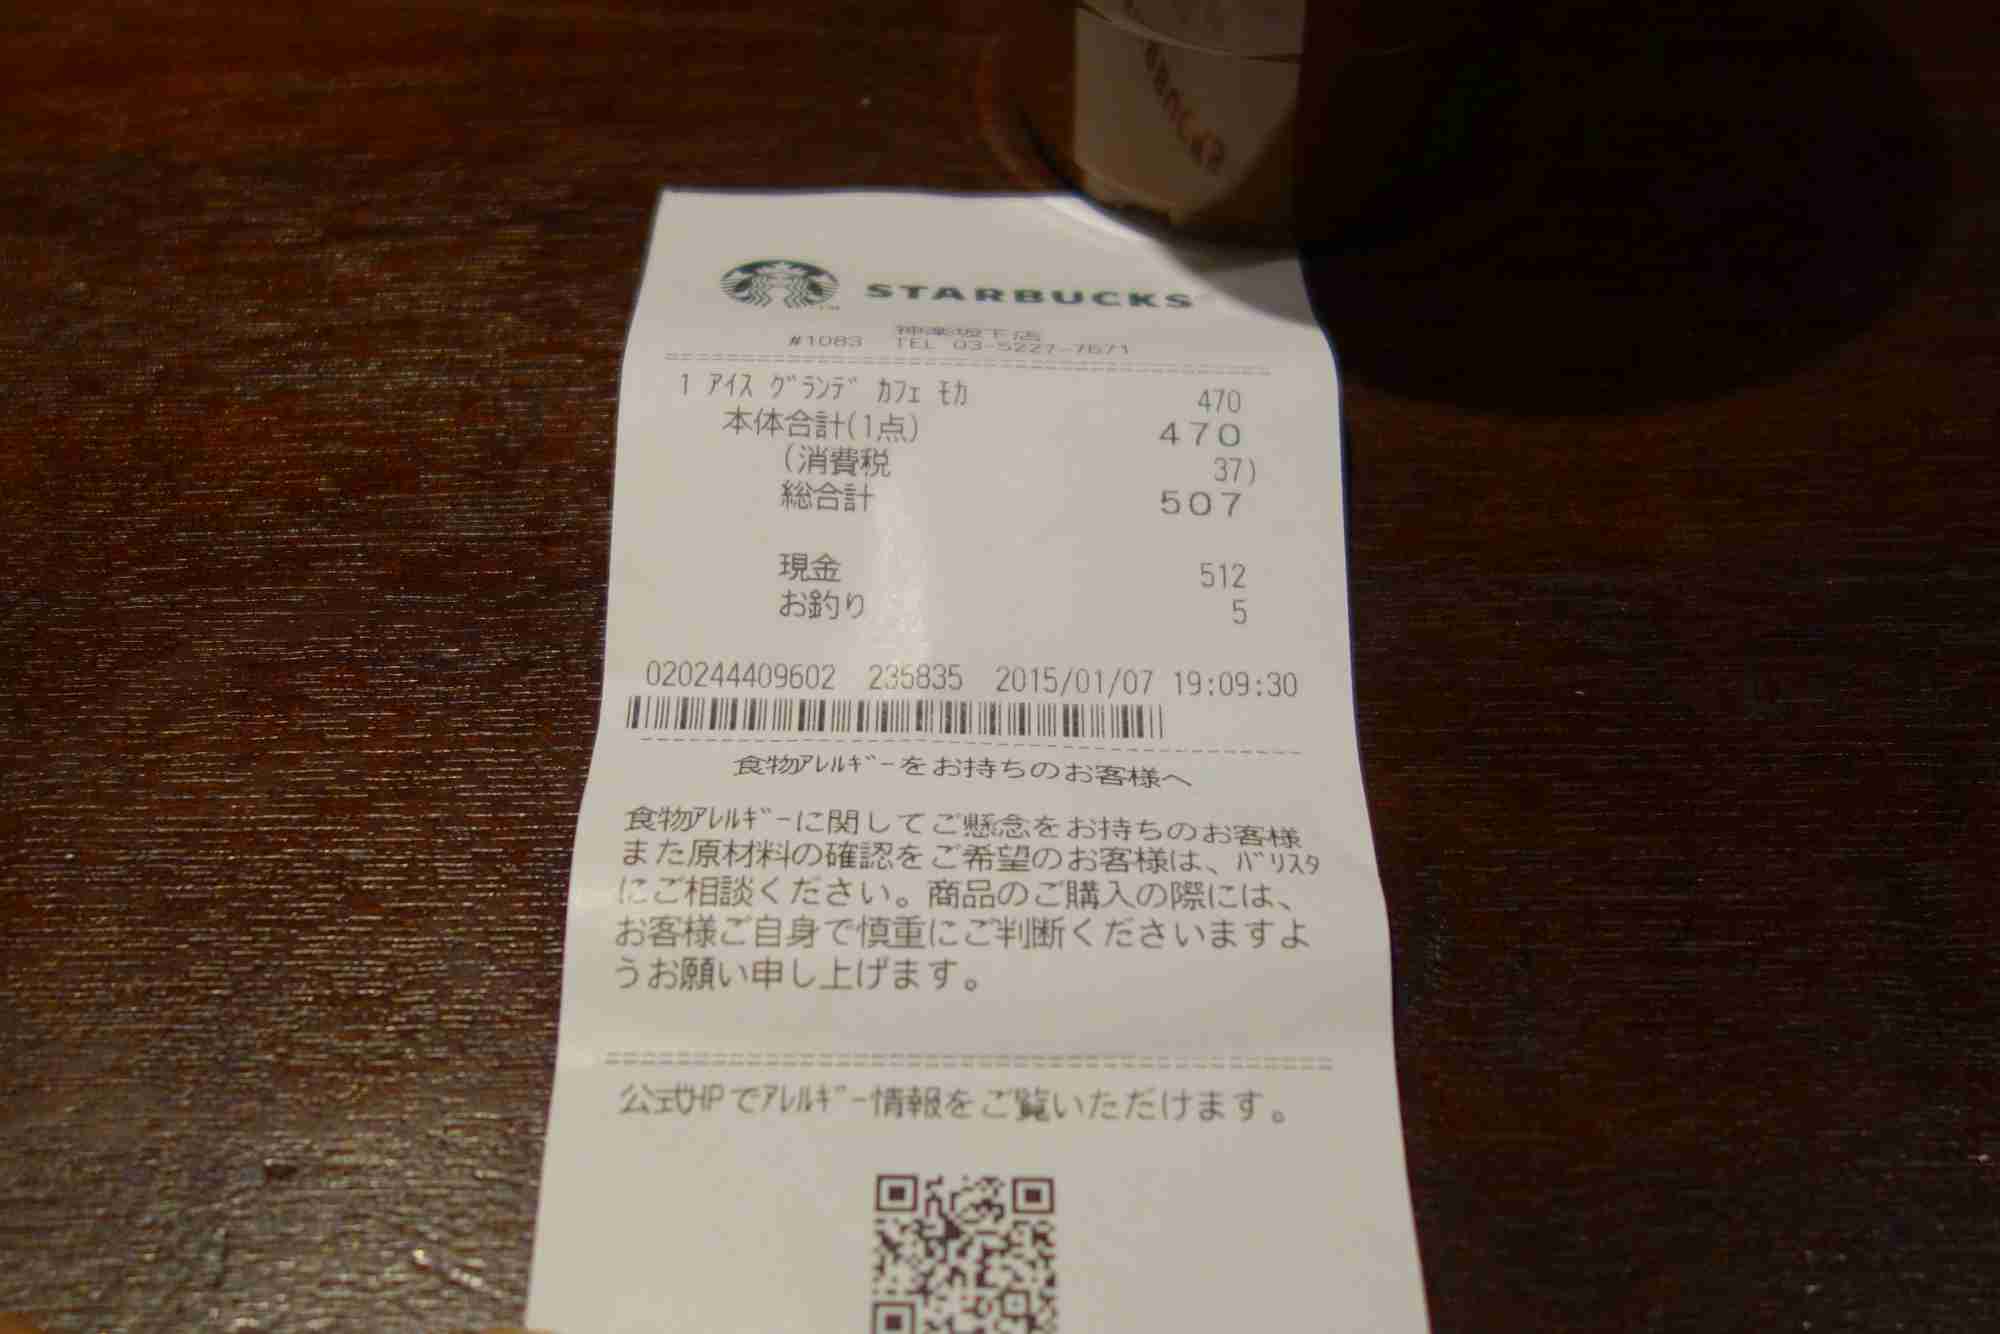 STARBUCKS
神楽坂下店
#1083 TEL 03-5227-7671
1 ｱｲｽ ｸﾞﾗﾝﾃﾞ ｶﾌｪ ﾓｶ 470
本体合計(1点) 470
(消費税 37)
総合計 507
現金 512
お釣り 5
020244409602 235835 2015/01/07 19:09:30
食物ｱﾚﾙｷﾞｰをお持ちのお客様へ
食物ｱﾚﾙｷﾞｰに関してご懸念をお持ちのお客様
また原材料の確認をご希望のお客様は、ﾊﾞﾘｽﾀ
にご相談ください。商品のご購入の際には、
お客様ご自身で慎重にご判断くださいますよ
うお願い申し上げます。
公式HPでｱﾚﾙｷﾞｰ情報をご覧いただけます。